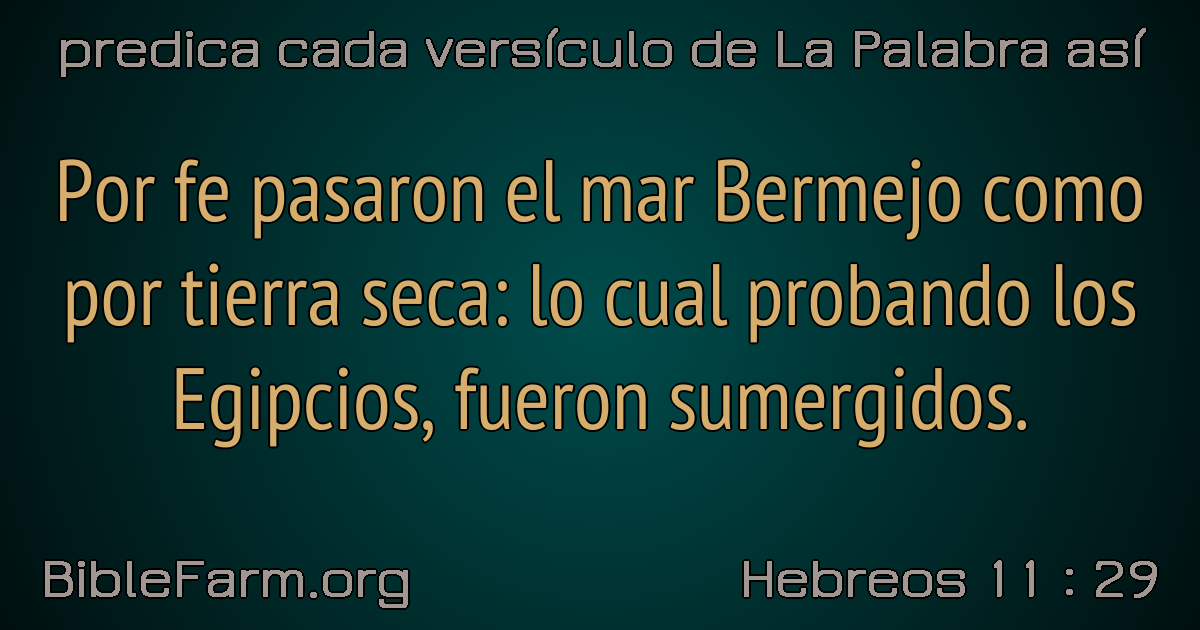 predica cada versículo de La Palabra así
Por fe pasaron el mar Bermejo como
por tierra seca: lo cual probando los
Egipcios, fueron sumergidos.
BibleFarm.org
Hebreos 11 : 29